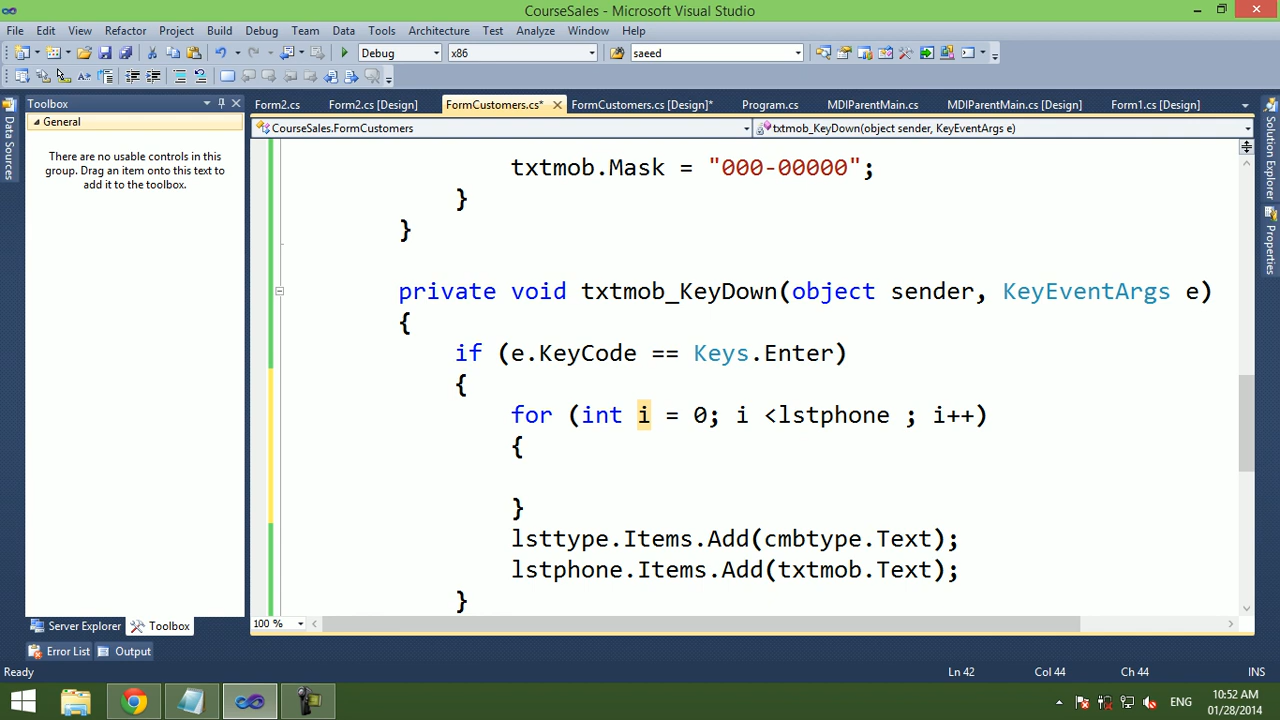 CourseSales - Microsoft Visual Studio
File Edit View Refactor Project Build Debug Team Data Tools Architecture Test Analyze Window Help
Debug x86 saeed
Toolbox
Form2.cs Form2.cs [Design] FormCustomers.cs* FormCustomers.cs [Design]* Program.cs MDIParentMain.cs MDIParentMain.cs [Design] Form1.cs [Design]
General
CourseSales.FormCustomers txtmob_KeyDown(object sender, KeyEventArgs e)
Data Sources
There are no usable controls in this
group. Drag an item onto this text to
add it to the toolbox.
txtmob.Mask = "000-00000";
}
}
private void txtmob_KeyDown(object sender, KeyEventArgs e)
{
if (e.KeyCode == Keys.Enter)
{
for (int i = 0; i <lstphone ; i++)
{
}
lsttype.Items.Add(cmbtype.Text);
lstphone.Items.Add(txtmob.Text);
}
Solution Explorer
Properties
100 %
Server Explorer Toolbox
Error List Output
Ready Ln 42 Col 44 Ch 44 INS
ENG
10:52 AM
01/28/2014